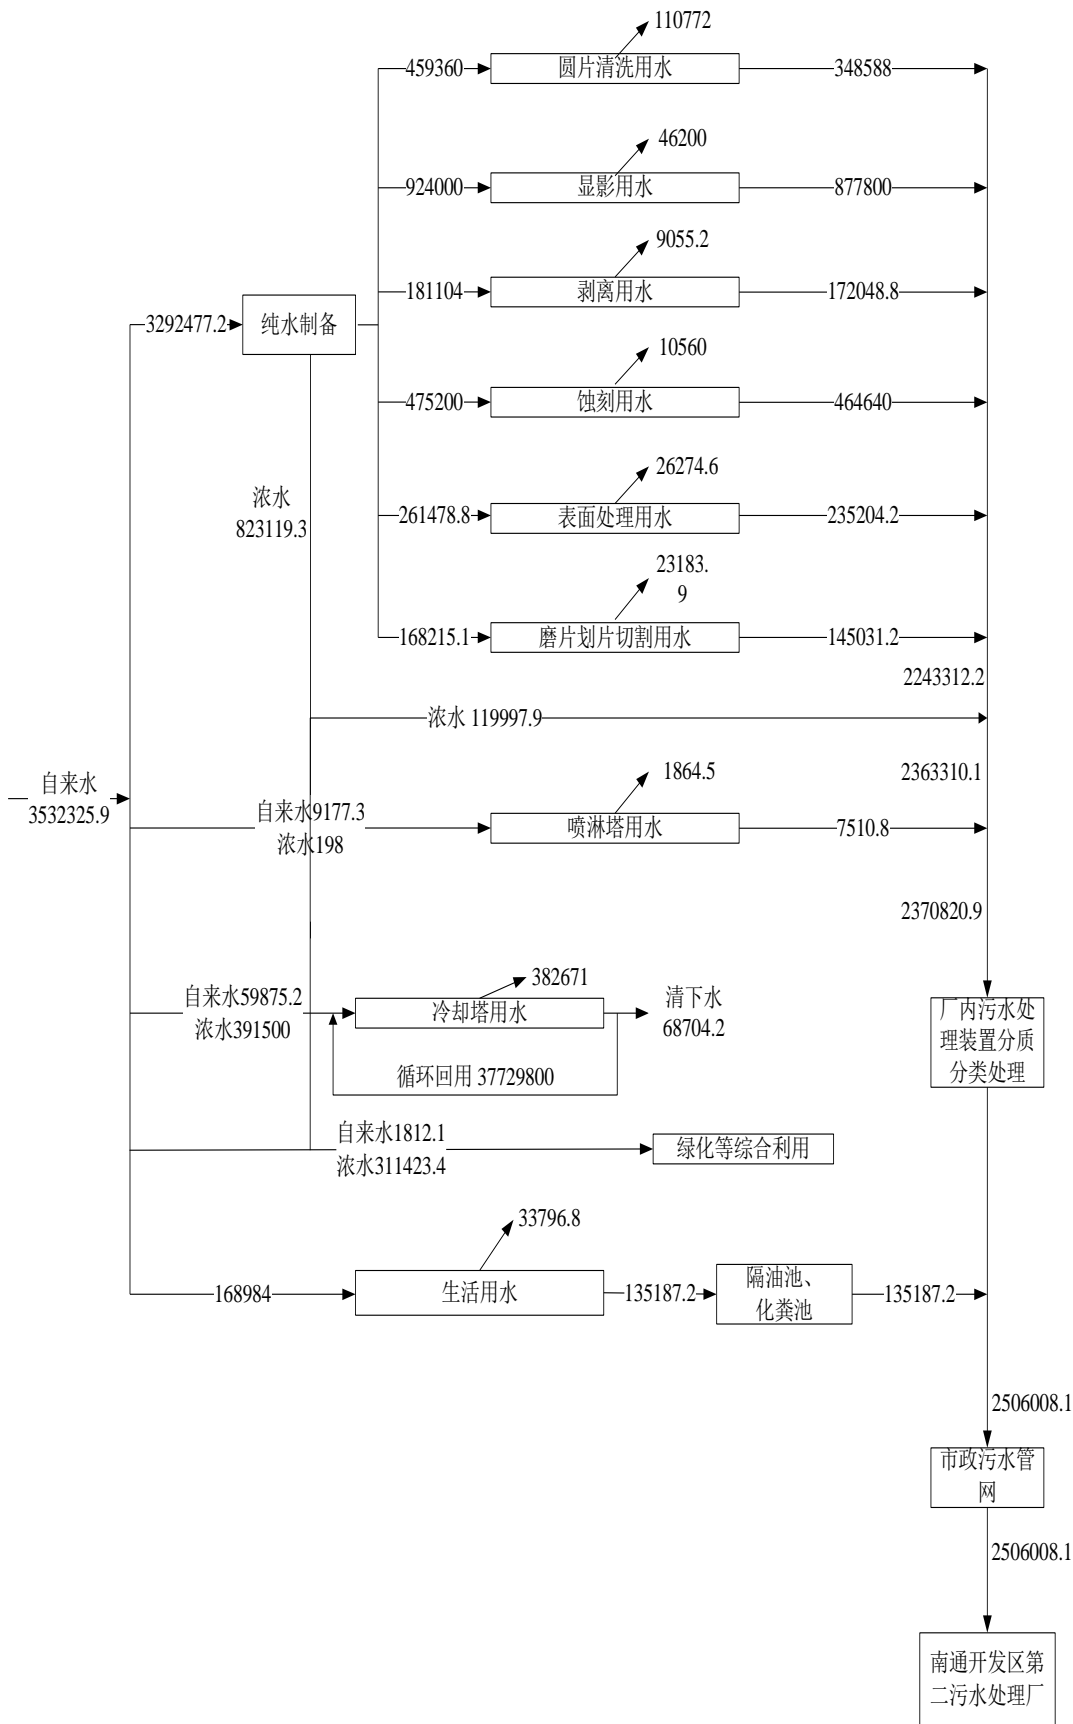 110772
459360
圆片清洗用水
348588
46200
924000
显影用水
877800
9055.2
181104
剥离用水
172048.8
3292477.2
纯水制备
10560
475200
蚀刻用水
464640
26274.6
浓水
823119.3
261478.8
表面处理用水
235204.2
23183.
9
168215.1
磨片划片切割用水
145031.2
2243312.2
浓水 119997.9
自来水
3532325.9
1864.5
2363310.1
自来水9177.3
浓水198
喷淋塔用水
7510.8
2370820.9
382671
自来水59875.2
浓水391500
冷却塔用水
清下水
68704.2
厂内污水处
理装置分质
分类处理
循环回用 37729800
自来水1812.1
浓水311423.4
绿化等综合利用
33796.8
168984
生活用水
135187.2
隔油池、
化粪池
135187.2
2506008.1
市政污水管
网
2506008.1
南通开发区第
二污水处理厂